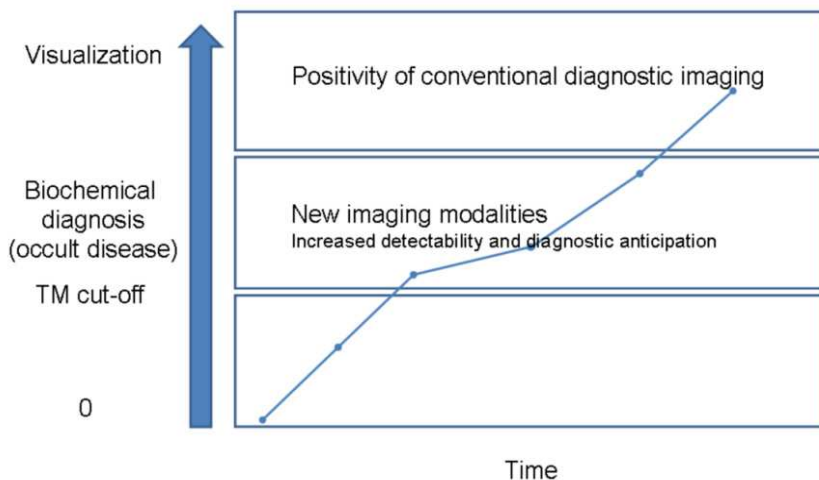 Visualization
Positivity of conventional diagnostic imaging
Biochemical
diagnosis
(occult disease)
New imaging modalities
Increased detectability and diagnostic anticipation
TM cut-off
0
Time